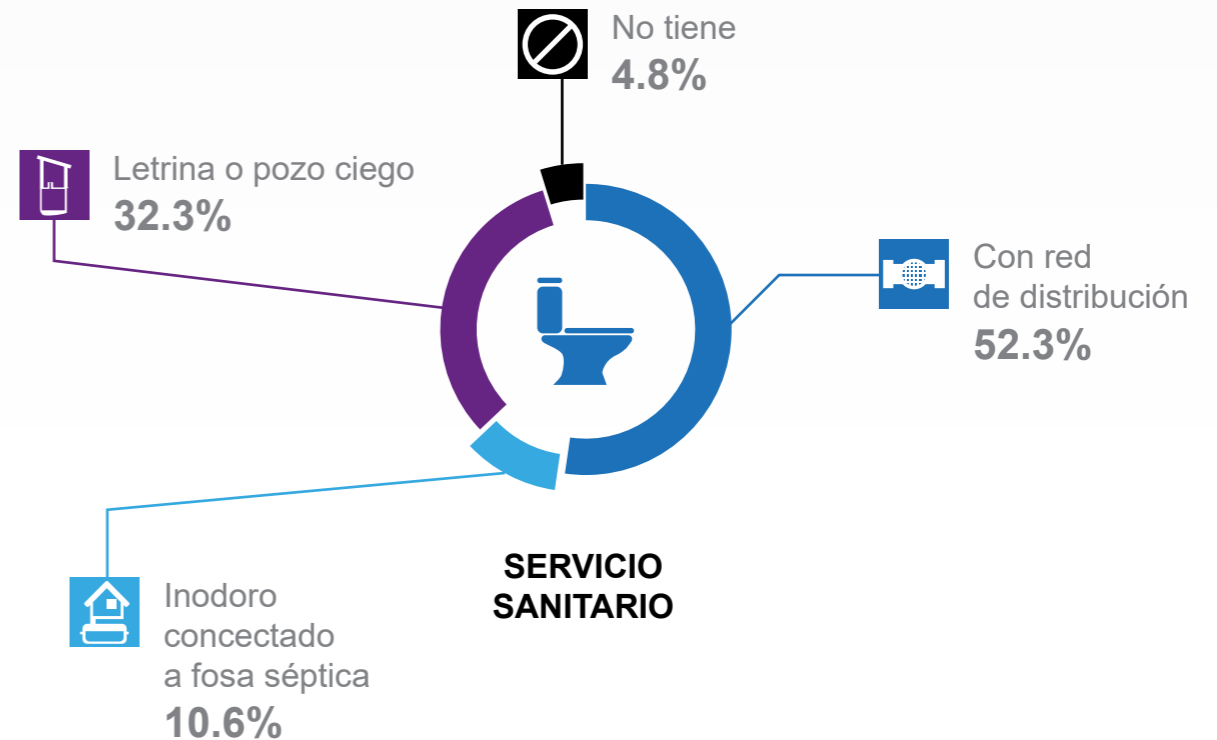 No tiene
4.8%
Letrina o pozo ciego
32.3%
Con red
de distribución
52.3%
Inodoro
concectado
a fosa séptica
10.6%
SERVICIO
SANITARIO